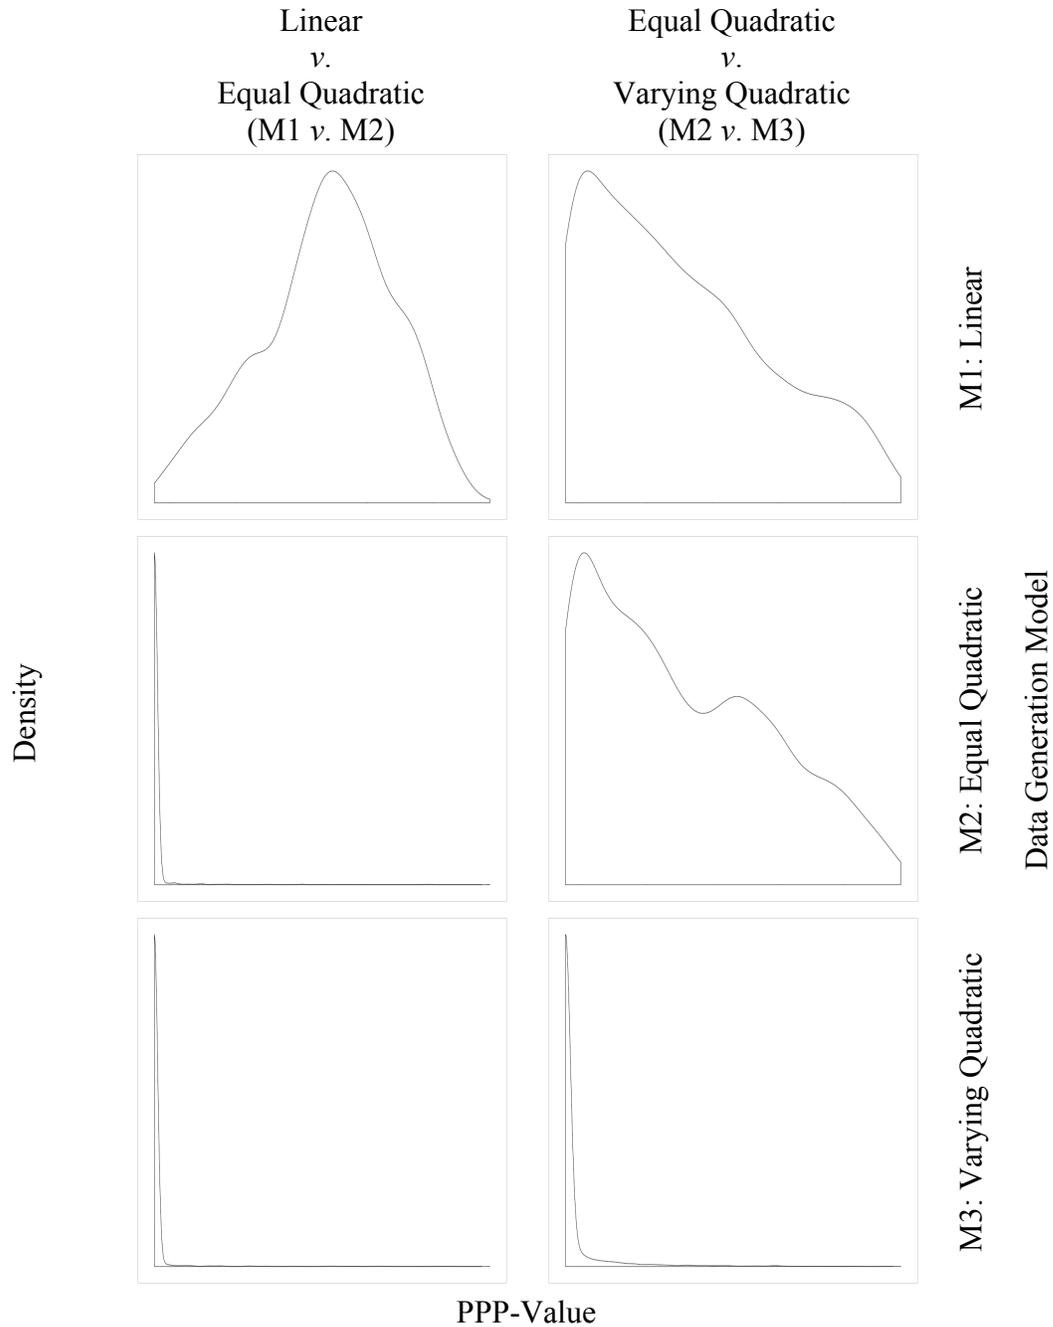 Linear
v.
Equal Quadratic
(M1 v. M2)
Equal Quadratic
v.
Varying Quadratic
(M2 v. M3)
M1: Linear
M2: Equal Quadratic
M3: Varying Quadratic
Data Generation Model
Density
PPP-Value